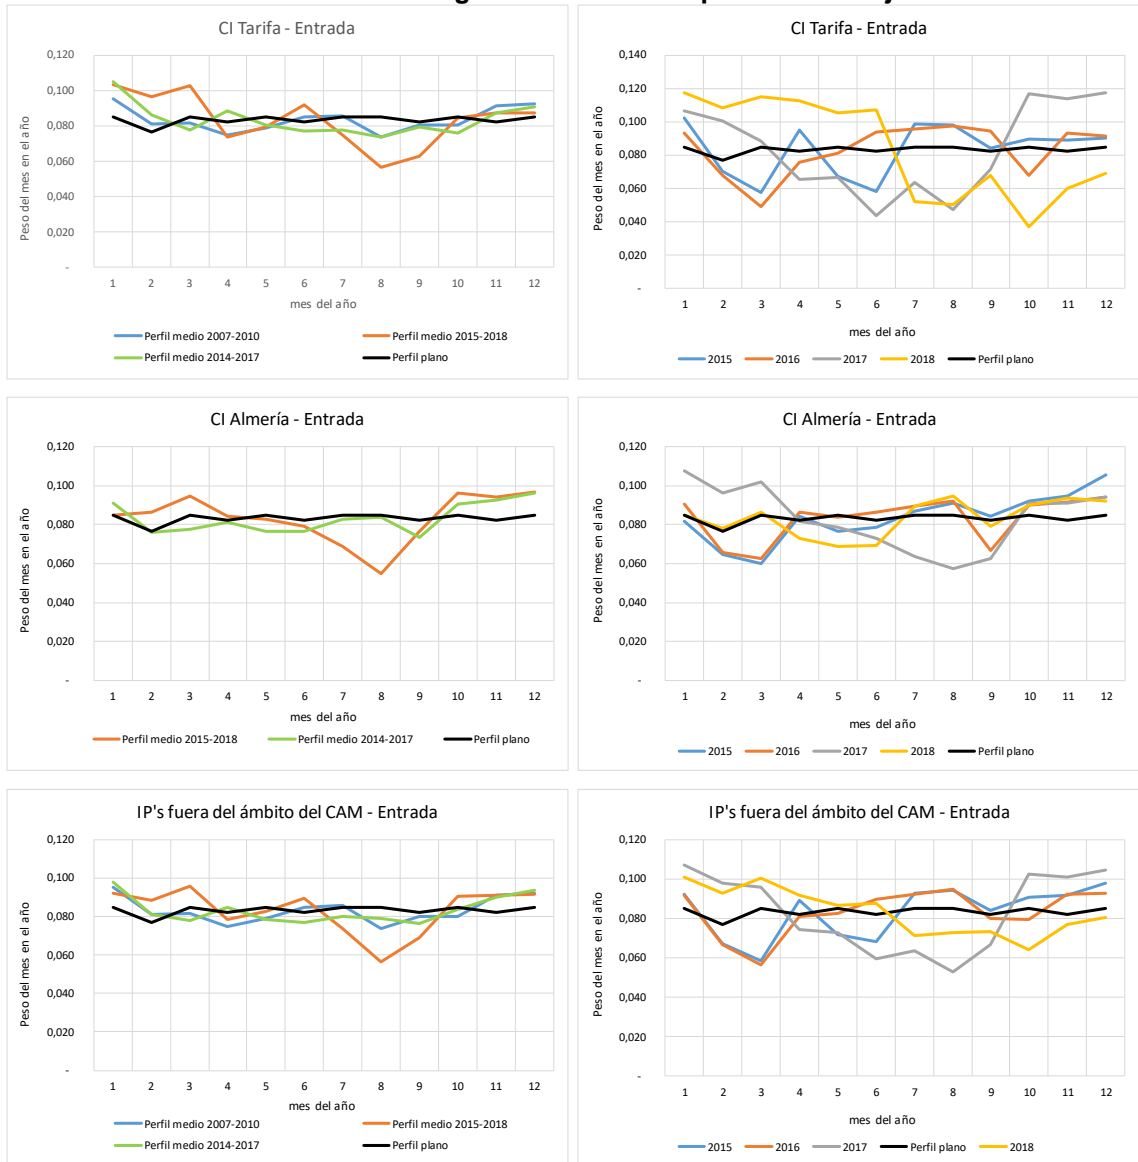 CI Tarifa - Entrada
Peso del mes en el año
0,120
0,100
0,080
0,060
0,040
0,020
-
1 2 3 4 5 6 7 8 9 10 11 12
mes del año
Perfil medio 2007-2010 Perfil medio 2015-2018
Perfil medio 2014-2017 Perfil plano
CI Tarifa - Entrada
Peso del mes en el año
0,140
0,120
0,100
0,080
0,060
0,040
0,020
-
1 2 3 4 5 6 7 8 9 10 11 12
mes del año
2015 2016 2017 2018 Perfil plano
CI Almería - Entrada
Peso del mes en el año
0,120
0,100
0,080
0,060
0,040
0,020
-
1 2 3 4 5 6 7 8 9 10 11 12
mes del año
Perfil medio 2015-2018 Perfil medio 2014-2017 Perfil plano
CI Almería - Entrada
Peso del mes en el año
0,120
0,100
0,080
0,060
0,040
0,020
-
1 2 3 4 5 6 7 8 9 10 11 12
mes del año
2015 2016 2017 2018 Perfil plano
IP's fuera del ámbito del CAM - Entrada
Peso del mes en el año
0,120
0,100
0,080
0,060
0,040
0,020
-
1 2 3 4 5 6 7 8 9 10 11 12
mes del año
Perfil medio 2007-2010 Perfil medio 2015-2018
Perfil medio 2014-2017 Perfil plano
IP's fuera del ámbito del CAM - Entrada
Peso del mes en el año
0,120
0,100
0,080
0,060
0,040
0,020
-
1 2 3 4 5 6 7 8 9 10 11 12
mes del año
2015 2016 2017 Perfil plano 2018